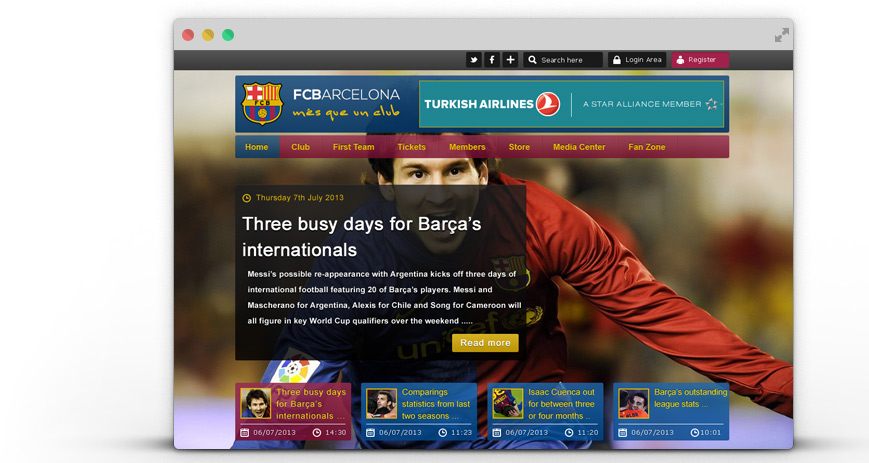 Search here
Login Area
Register
FCB
FCBARCELONA
més que un club
TURKISH AIRLINES
A STAR ALLIANCE MEMBER
Home
Club
First Team
Tickets
Members
Store
Media Center
Fan Zone
Thursday 7th July 2013
Three busy days for Barça's
internationals
Messi's possible re-appearance with Argentina kicks off three days of
international football featuring 20 of Barça's players. Messi and
Mascherano for Argentina, Alexis for Chile and Song for Cameroon will
all figure in key World Cup qualifiers over the weekend .....
unicef
Read more
Three busy days
for Barça's
internationals ...
06/07/2013 14:30
Comparings
statistics from last
two seasons ...
06/07/2013 11:23
Isaac Cuenca out
for between three
or four months ..
06/07/2013 11:20
Barça's outstanding
league stats ...
06/07/2013 10:01